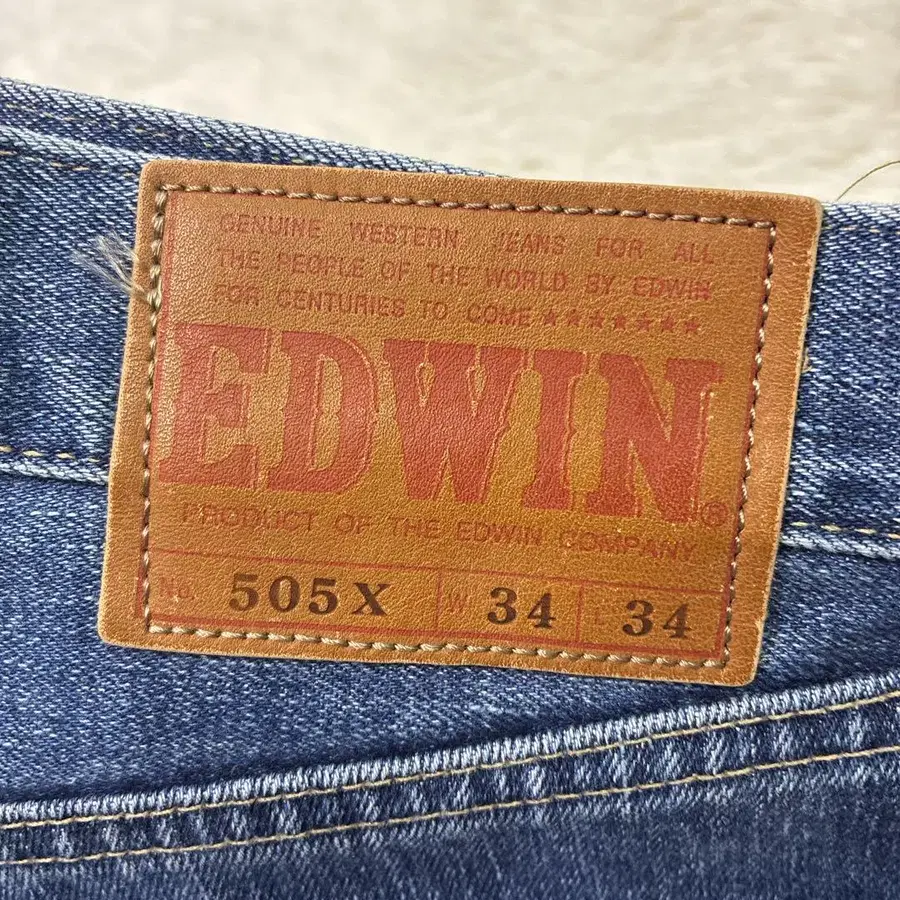 GENUINE WESTERN JEANS FOR ALL
THE PEOPLE OF THE WORLD BY EDWIN
FOR CENTURIES TO COME ★★★★★★★
EDWIN®
PRODUCT OF THE EDWIN COMPANY
No. 505X W 34 L 34